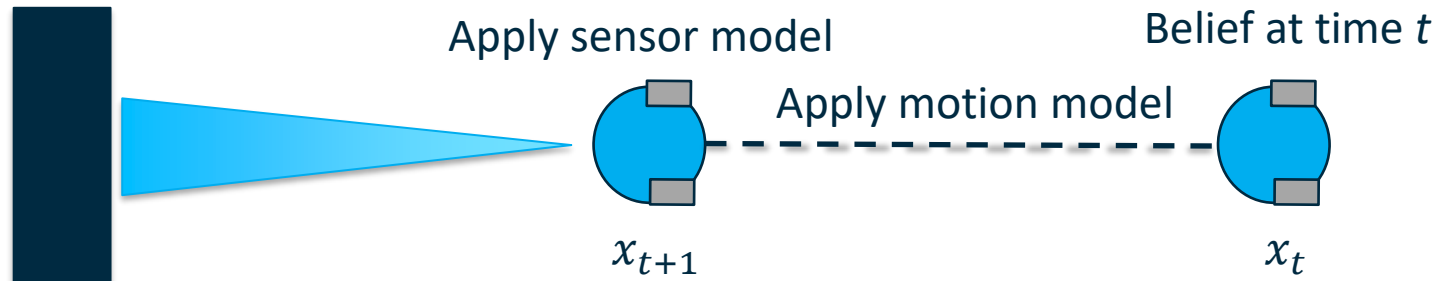 Apply sensor model
Belief at time t
Apply motion model
x_{t+1}
x_t